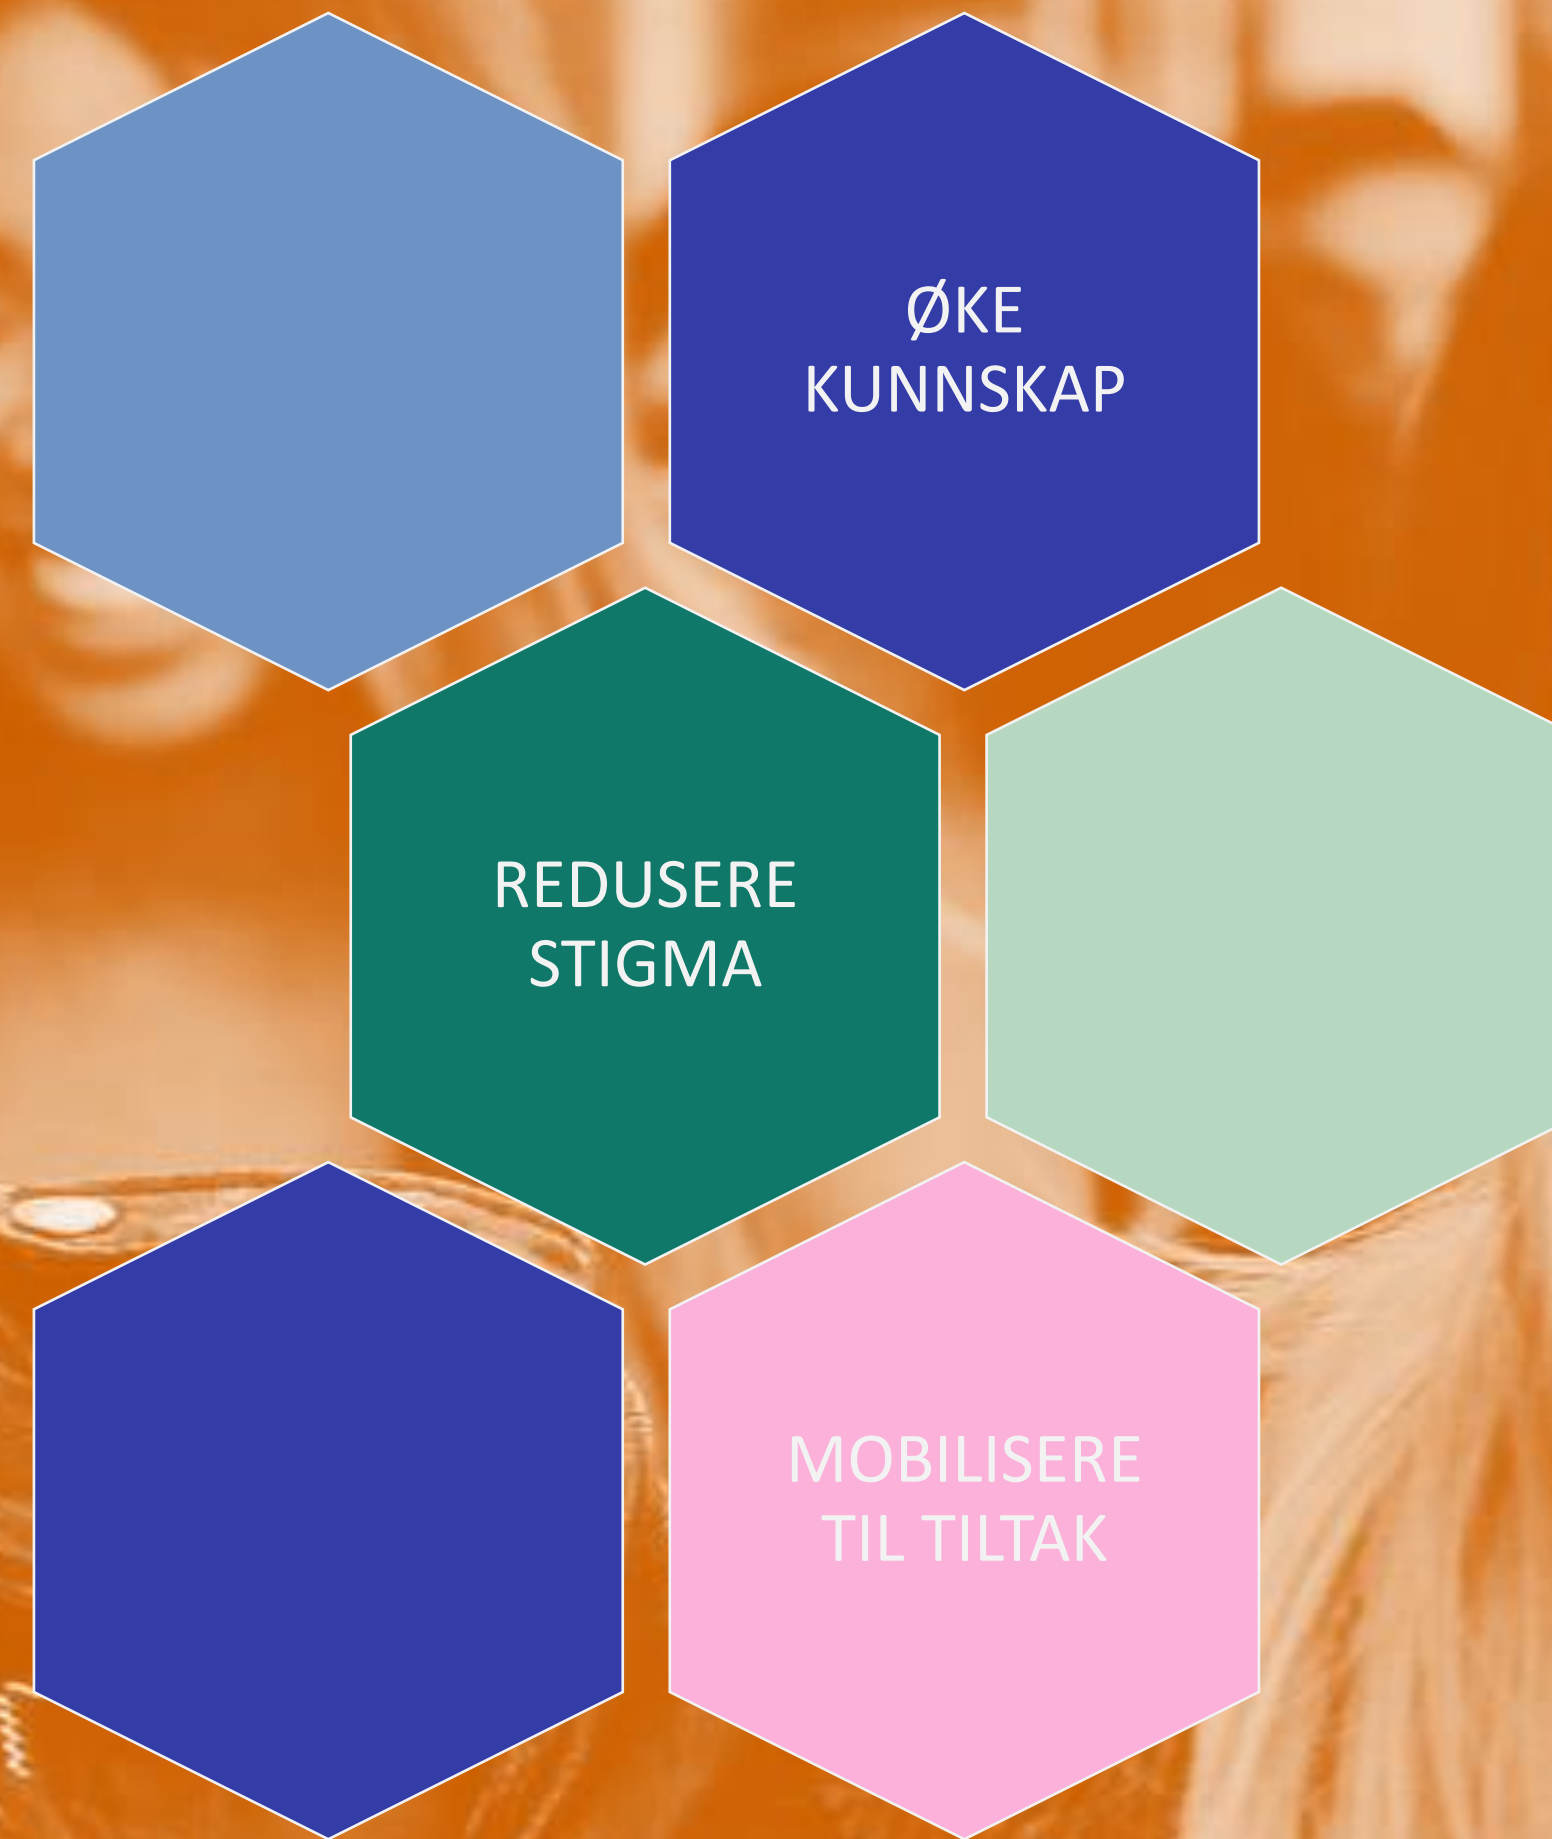 ØKE
KUNNSKAP
REDUSERE
STIGMA
MOBILISERE
TIL TILTAK